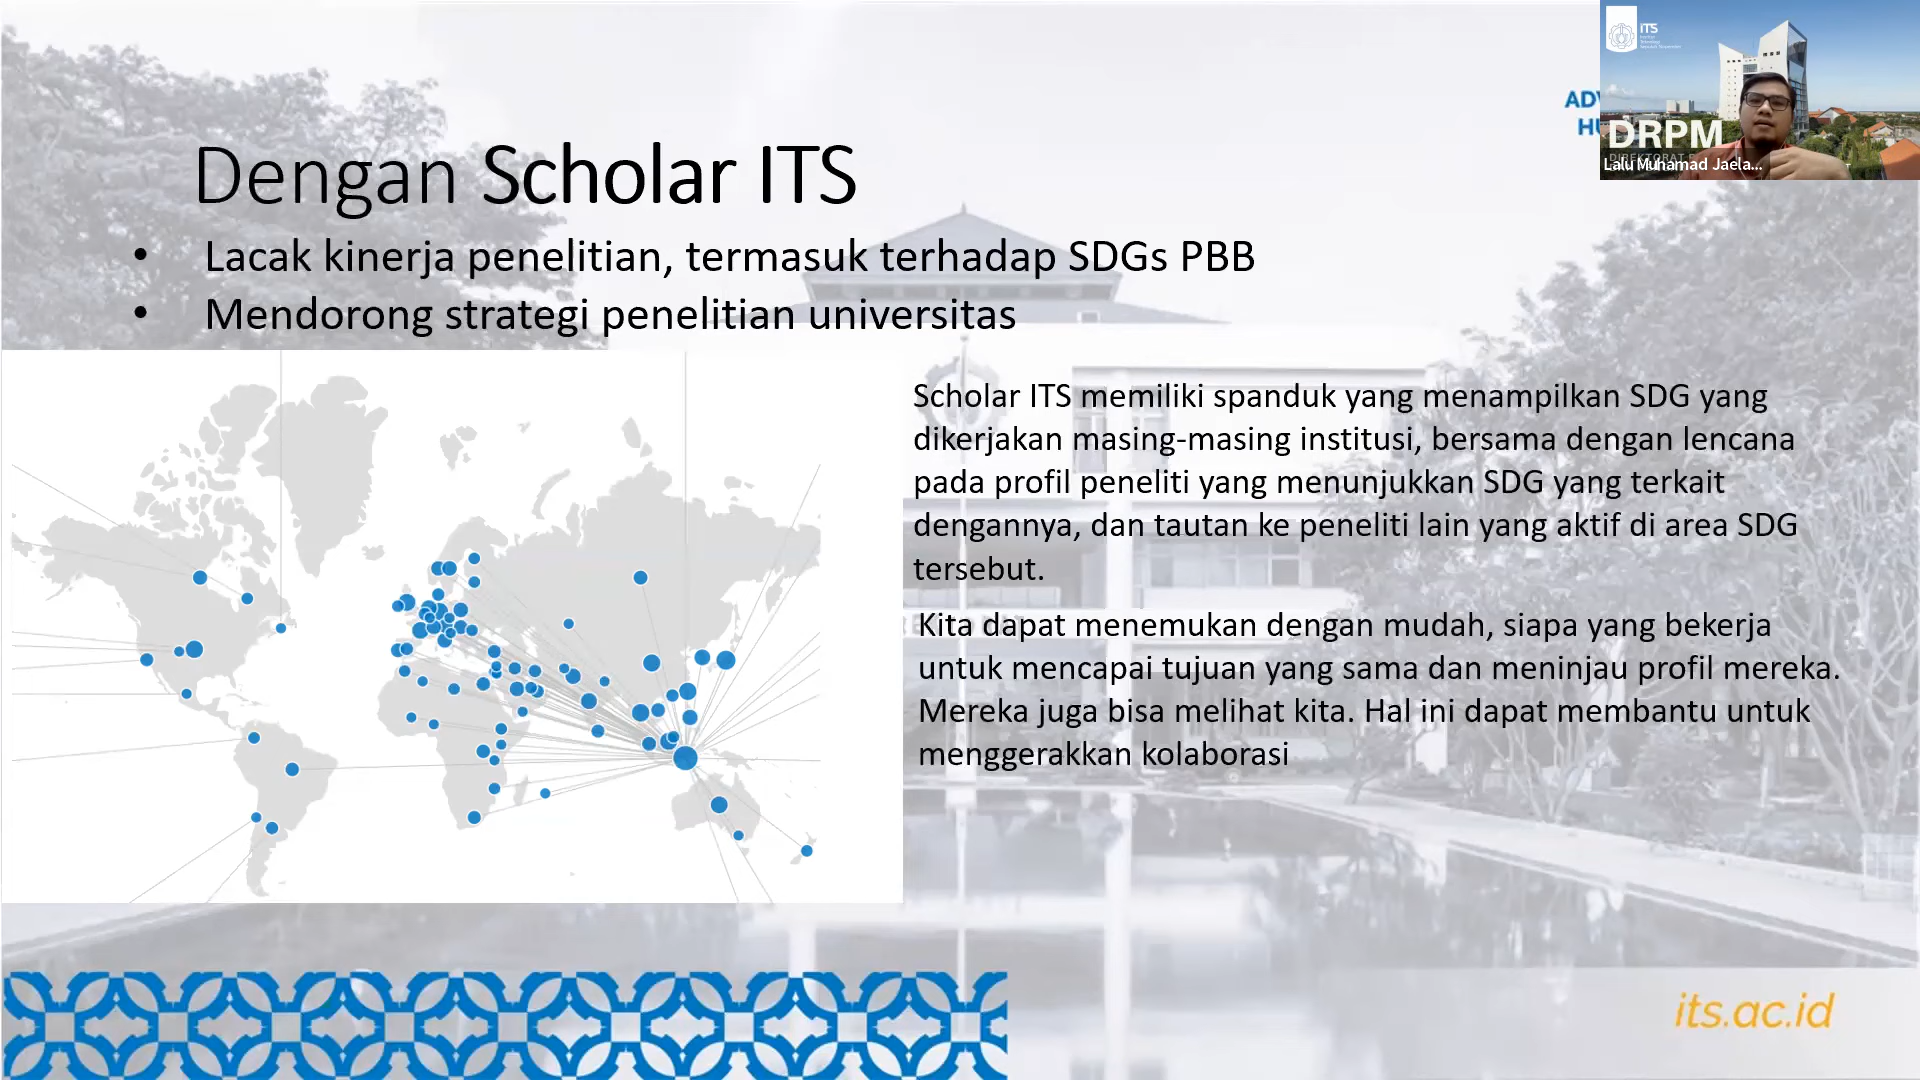 Dengan Scholar ITS
• Lacak kinerja penelitian, termasuk terhadap SDGs PBB
• Mendorong strategi penelitian universitas
Scholar ITS memiliki spanduk yang menampilkan SDG yang
dikerjakan masing-masing institusi, bersama dengan lencana
pada profil peneliti yang menunjukkan SDG yang terkait
dengannya, dan tautan ke peneliti lain yang aktif di area SDG
tersebut.
Kita dapat menemukan dengan mudah, siapa yang bekerja
untuk mencapai tujuan yang sama dan meninjau profil mereka.
Mereka juga bisa melihat kita. Hal ini dapat membantu untuk
menggerakkan kolaborasi
its.ac.id
ITS
DRPM
Lalu Muhamad Jaela...